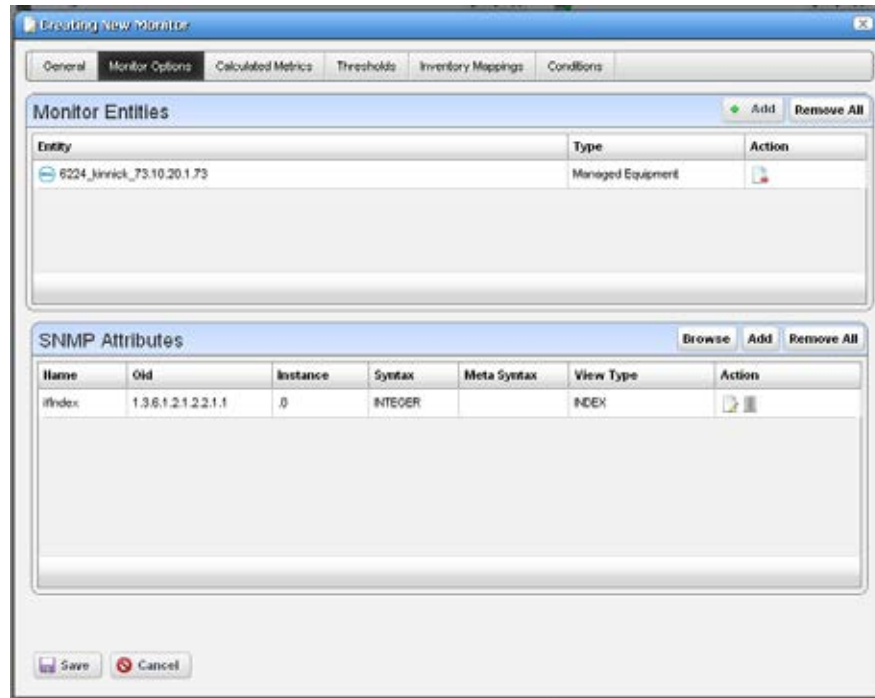 Creating New Monitor
General Monitor Options Calculated Metrics Thresholds Inventory Mappings Conditions
Monitor Entities Add Remove All
Entity Type Action
6224_kinnick_73.10.20.1.73 Managed Equipment
SNMP Attributes Browse Add Remove All
Name Oid Instance Syntax Meta Syntax View Type Action
ifIndex 1.3.6.1.2.1.2.2.1.1 .0 INTEGER INDEX
Save Cancel